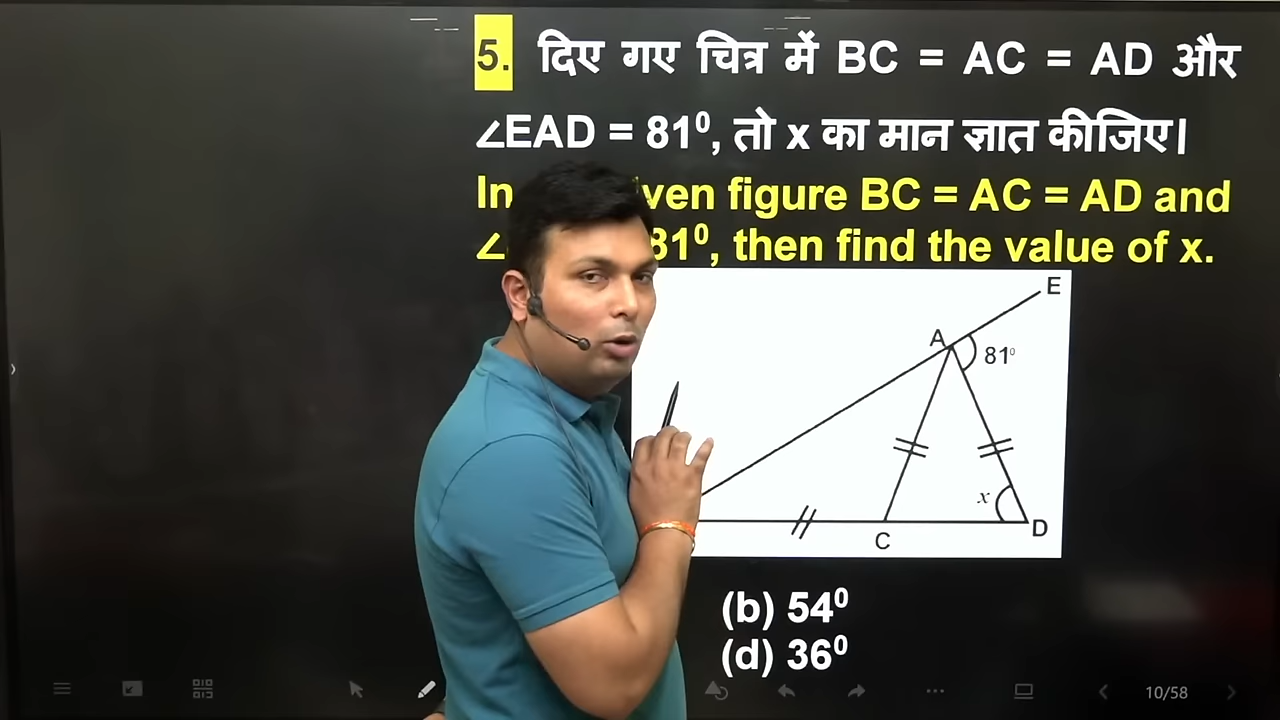 5. दिए गए चित्र में BC = AC = AD और
∠EAD = 81⁰, तो x का मान ज्ञात कीजिए।
In ven figure BC = AC = AD and
∠ 81⁰, then find the value of x.
E
A
81⁰
x
D
C
(b) 54⁰
(d) 36⁰
10/58